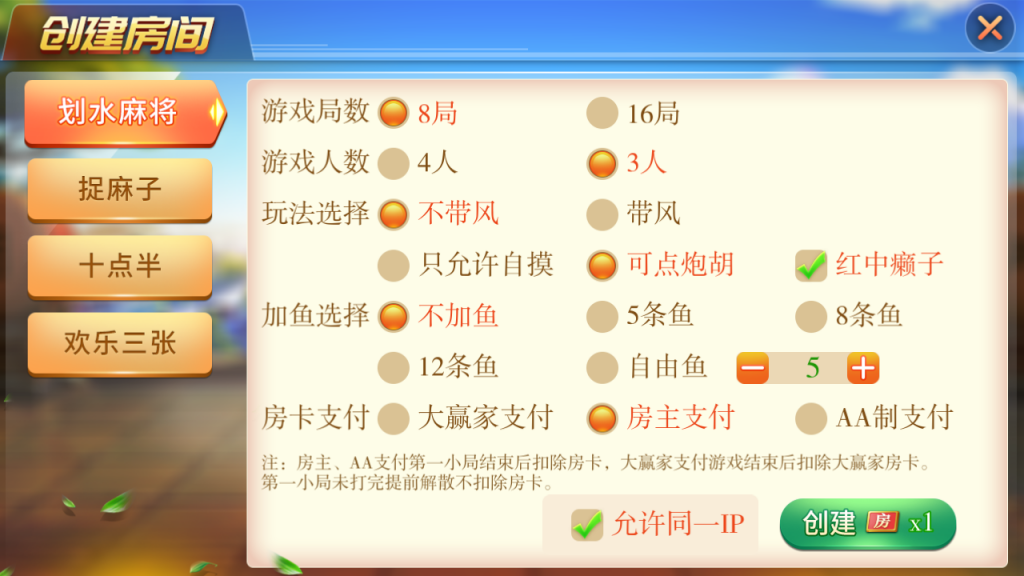 创建房间
划水麻将
捉麻子
十点半
欢乐三张
游戏局数 8局 16局
游戏人数 4人 3人
玩法选择 不带风 带风
只允许自摸 可点炮胡 红中癞子
加鱼选择 不加鱼 5条鱼 8条鱼
12条鱼 自由鱼 5
房卡支付 大赢家支付 房主支付 AA制支付
注：房主、AA支付第一小局结束后扣除房卡，大赢家支付游戏结束后扣除大赢家房卡。
第一小局未打完提前解散不扣除房卡。
允许同一IP
创建 房 x1